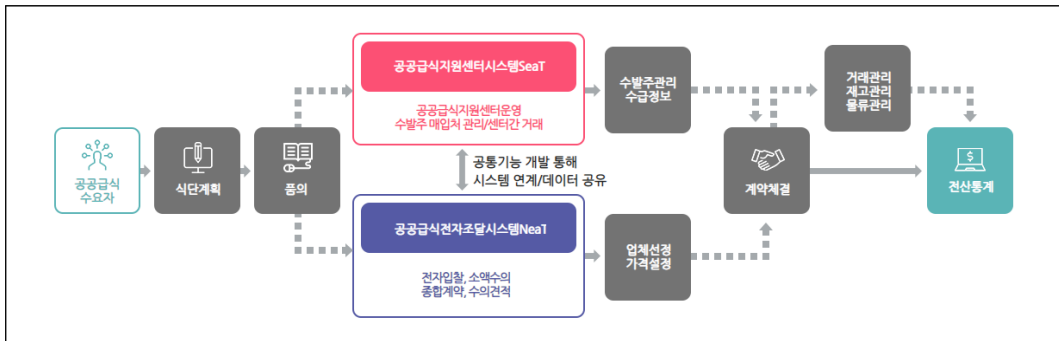 공공급식
수요자
식단계획
품의
공공급식지원센터시스템SeaT
공공급식지원센터운영
수발주 매입처 관리/센터간 거래
공통기능 개발 통해
시스템 연계/데이터 공유
공공급식전자조달시스템NeaT
전자입찰, 소액수의
종합계약, 수의견적
수발주관리
수급정보
업체선정
가격설정
계약체결
거래관리
재고관리
물류관리
전산통계